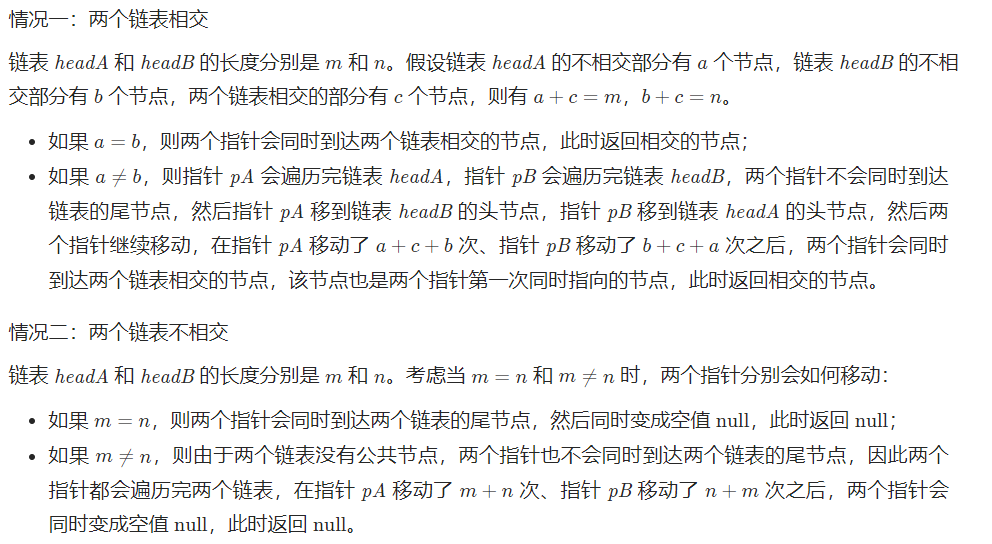 情况一：两个链表相交
链表 headA 和 headB 的长度分别是 m 和 n。假设链表 headA 的不相交部分有 a 个节点，链表 headB 的不相
交部分有 b 个节点，两个链表相交的部分有 c 个节点，则有 a + c = m，b + c = n。
• 如果 a = b，则两个指针会同时到达两个链表相交的节点，此时返回相交的节点；
• 如果 a ≠ b，则指针 pA 会遍历完链表 headA，指针 pB 会遍历完链表 headB，两个指针不会同时到达
链表的尾节点，然后指针 pA 移到链表 headB 的头节点，指针 pB 移到链表 headA 的头节点，然后两
个指针继续移动，在指针 pA 移动了 a + c + b 次、指针 pB 移动了 b + c + a 次之后，两个指针会同时
到达两个链表相交的节点，该节点也是两个指针第一次同时指向的节点，此时返回相交的节点。
情况二：两个链表不相交
链表 headA 和 headB 的长度分别是 m 和 n。考虑当 m = n 和 m ≠ n 时，两个指针分别会如何移动：
• 如果 m = n，则两个指针会同时到达两个链表的尾节点，然后同时变成空值 null，此时返回 null；
• 如果 m ≠ n，则由于两个链表没有公共节点，两个指针也不会同时到达两个链表的尾节点，因此两个
指针都会遍历完两个链表，在指针 pA 移动了 m + n 次、指针 pB 移动了 n + m 次之后，两个指针会
同时变成空值 null，此时返回 null。